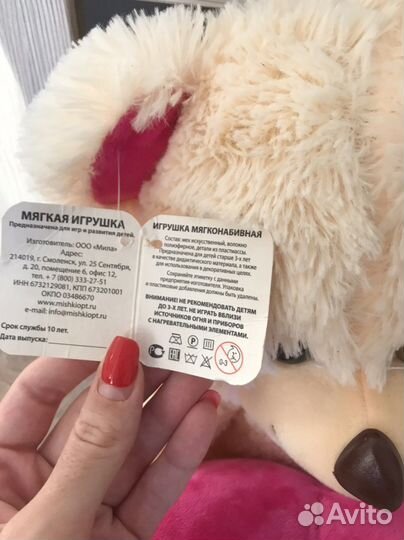 МЯГКАЯ ИГРУШКА
Предназначена для игр и развития детей.
Изготовитель: ООО «Мила»
Адрес:
214019, г. Смоленск, ул. 25 Сентября,
д. 20, помещение 6, офис 12,
тел. +7 (800) 333-27-51
ИНН 6732129081, КПП 673201001
ОКПО 03486670
www.mishkiopt.ru
e-mail: info@mishkiopt.ru
Срок службы 10 лет.
Дата выпуска:
ИГРУШКА МЯГКОНАБИВНАЯ
Состав: мех искусственный, волокно
полиэфирное, детали из пластмассы.
Предназначена для детей старше 3-х лет
в качестве дидактического материала, а также
для использования в декоративных целях.
Сохраняйте этикетку с данными
предприятия-изготовителя. Упаковка
и пластиковые добавления должны быть удалены.
ВНИМАНИЕ! НЕ РЕКОМЕНДОВАТЬ ДЕТЯМ
ДО 3-Х ЛЕТ. НЕ ИГРАТЬ ВБЛИЗИ
ИСТОЧНИКОВ ОГНЯ И ПРИБОРОВ
С НАГРЕВАТЕЛЬНЫМИ ЭЛЕМЕНТАМИ.
EAC
P
0-3
Avito